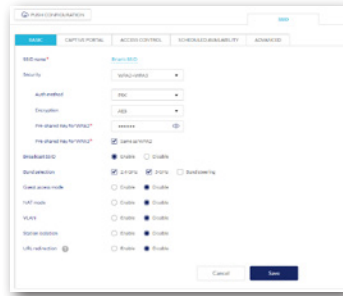 PUSH CONFIGURATION
SSID
BASIC CAPTIVE PORTAL ACCESS CONTROL SCHEDULED AVAILABILITY ADVANCED
SSID name*
Security WPA2+WPA3
Auth method PSK
Encryption AES
Pre-shared Key for WPA2* ••••••••
Pre-shared Key for WPA3* Same as WPA2
Broadcast SSID Enable Disable
Band selection 2.4 GHz 5 GHz Band steering
Guest access mode Enable Disable
NAT mode Enable Disable
VLAN Enable Disable
Enable Disable
URL redirection Enable Disable
Cancel Save